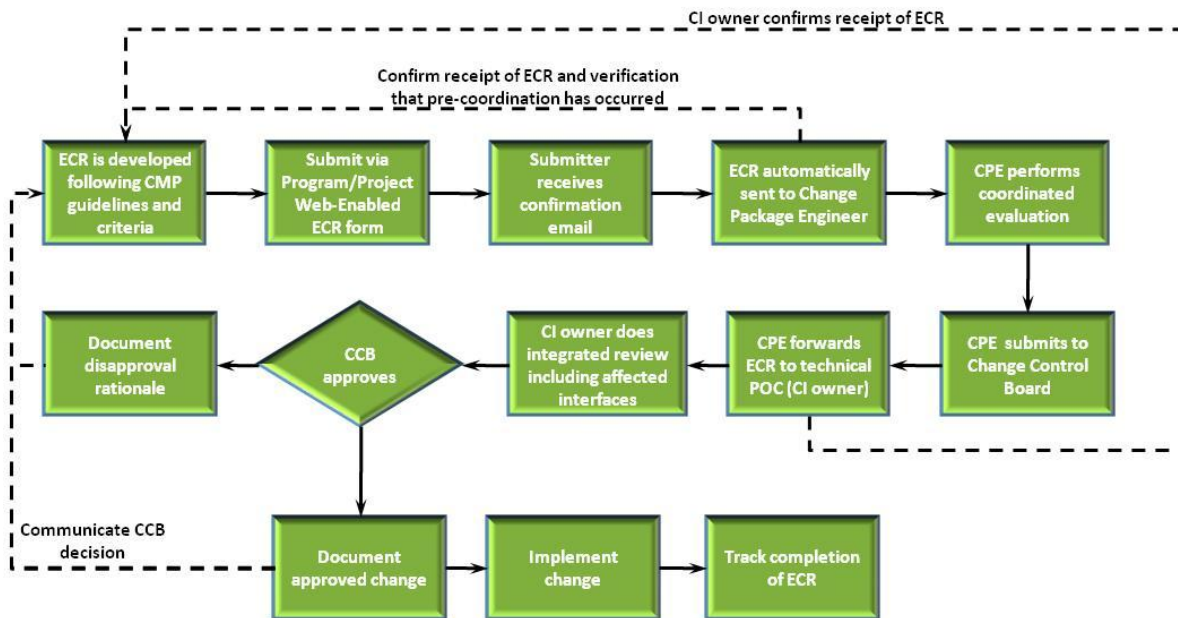 CI owner confirms receipt of ECR
Confirm receipt of ECR and verification
that pre-coordination has occurred
ECR is developed
following CMP
guidelines and
criteria
Submit via
Program/Project
Web-Enabled
ECR form
Submitter
receives
confirmation
email
ECR automatically
sent to Change
Package Engineer
CPE performs
coordinated
evaluation
Document
disapproval
rationale
CCB
approves
CI owner does
integrated review
including affected
interfaces
CPE forwards
ECR to technical
POC (CI owner)
CPE submits to
Change Control
Board
Communicate CCB
decision
Document
approved change
Implement
change
Track completion
of ECR